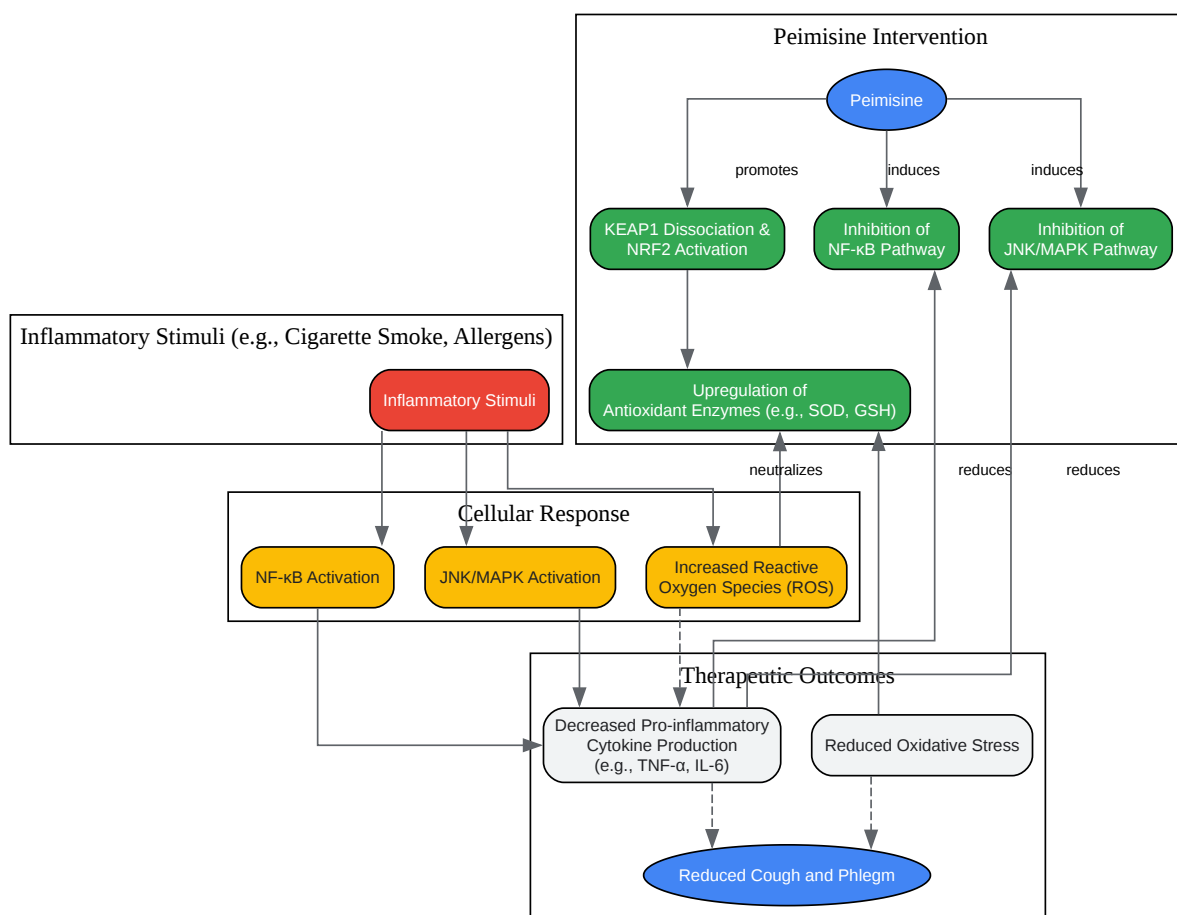 Peimisine Intervention
Peimisine
promotes
induces
induces
KEAP1 Dissociation &
NRF2 Activation
Inhibition of
NF-κB Pathway
Inhibition of
JNK/MAPK Pathway
Inflammatory Stimuli (e.g., Cigarette Smoke, Allergens)
Inflammatory Stimuli
Upregulation of
Antioxidant Enzymes (e.g., SOD, GSH)
neutralizes
reduces
reduces
Cellular Response
NF-κB Activation
JNK/MAPK Activation
Increased Reactive
Oxygen Species (ROS)
Therapeutic Outcomes
Decreased Pro-inflammatory
Cytokine Production
(e.g., TNF-α, IL-6)
Reduced Oxidative Stress
Reduced Cough and Phlegm